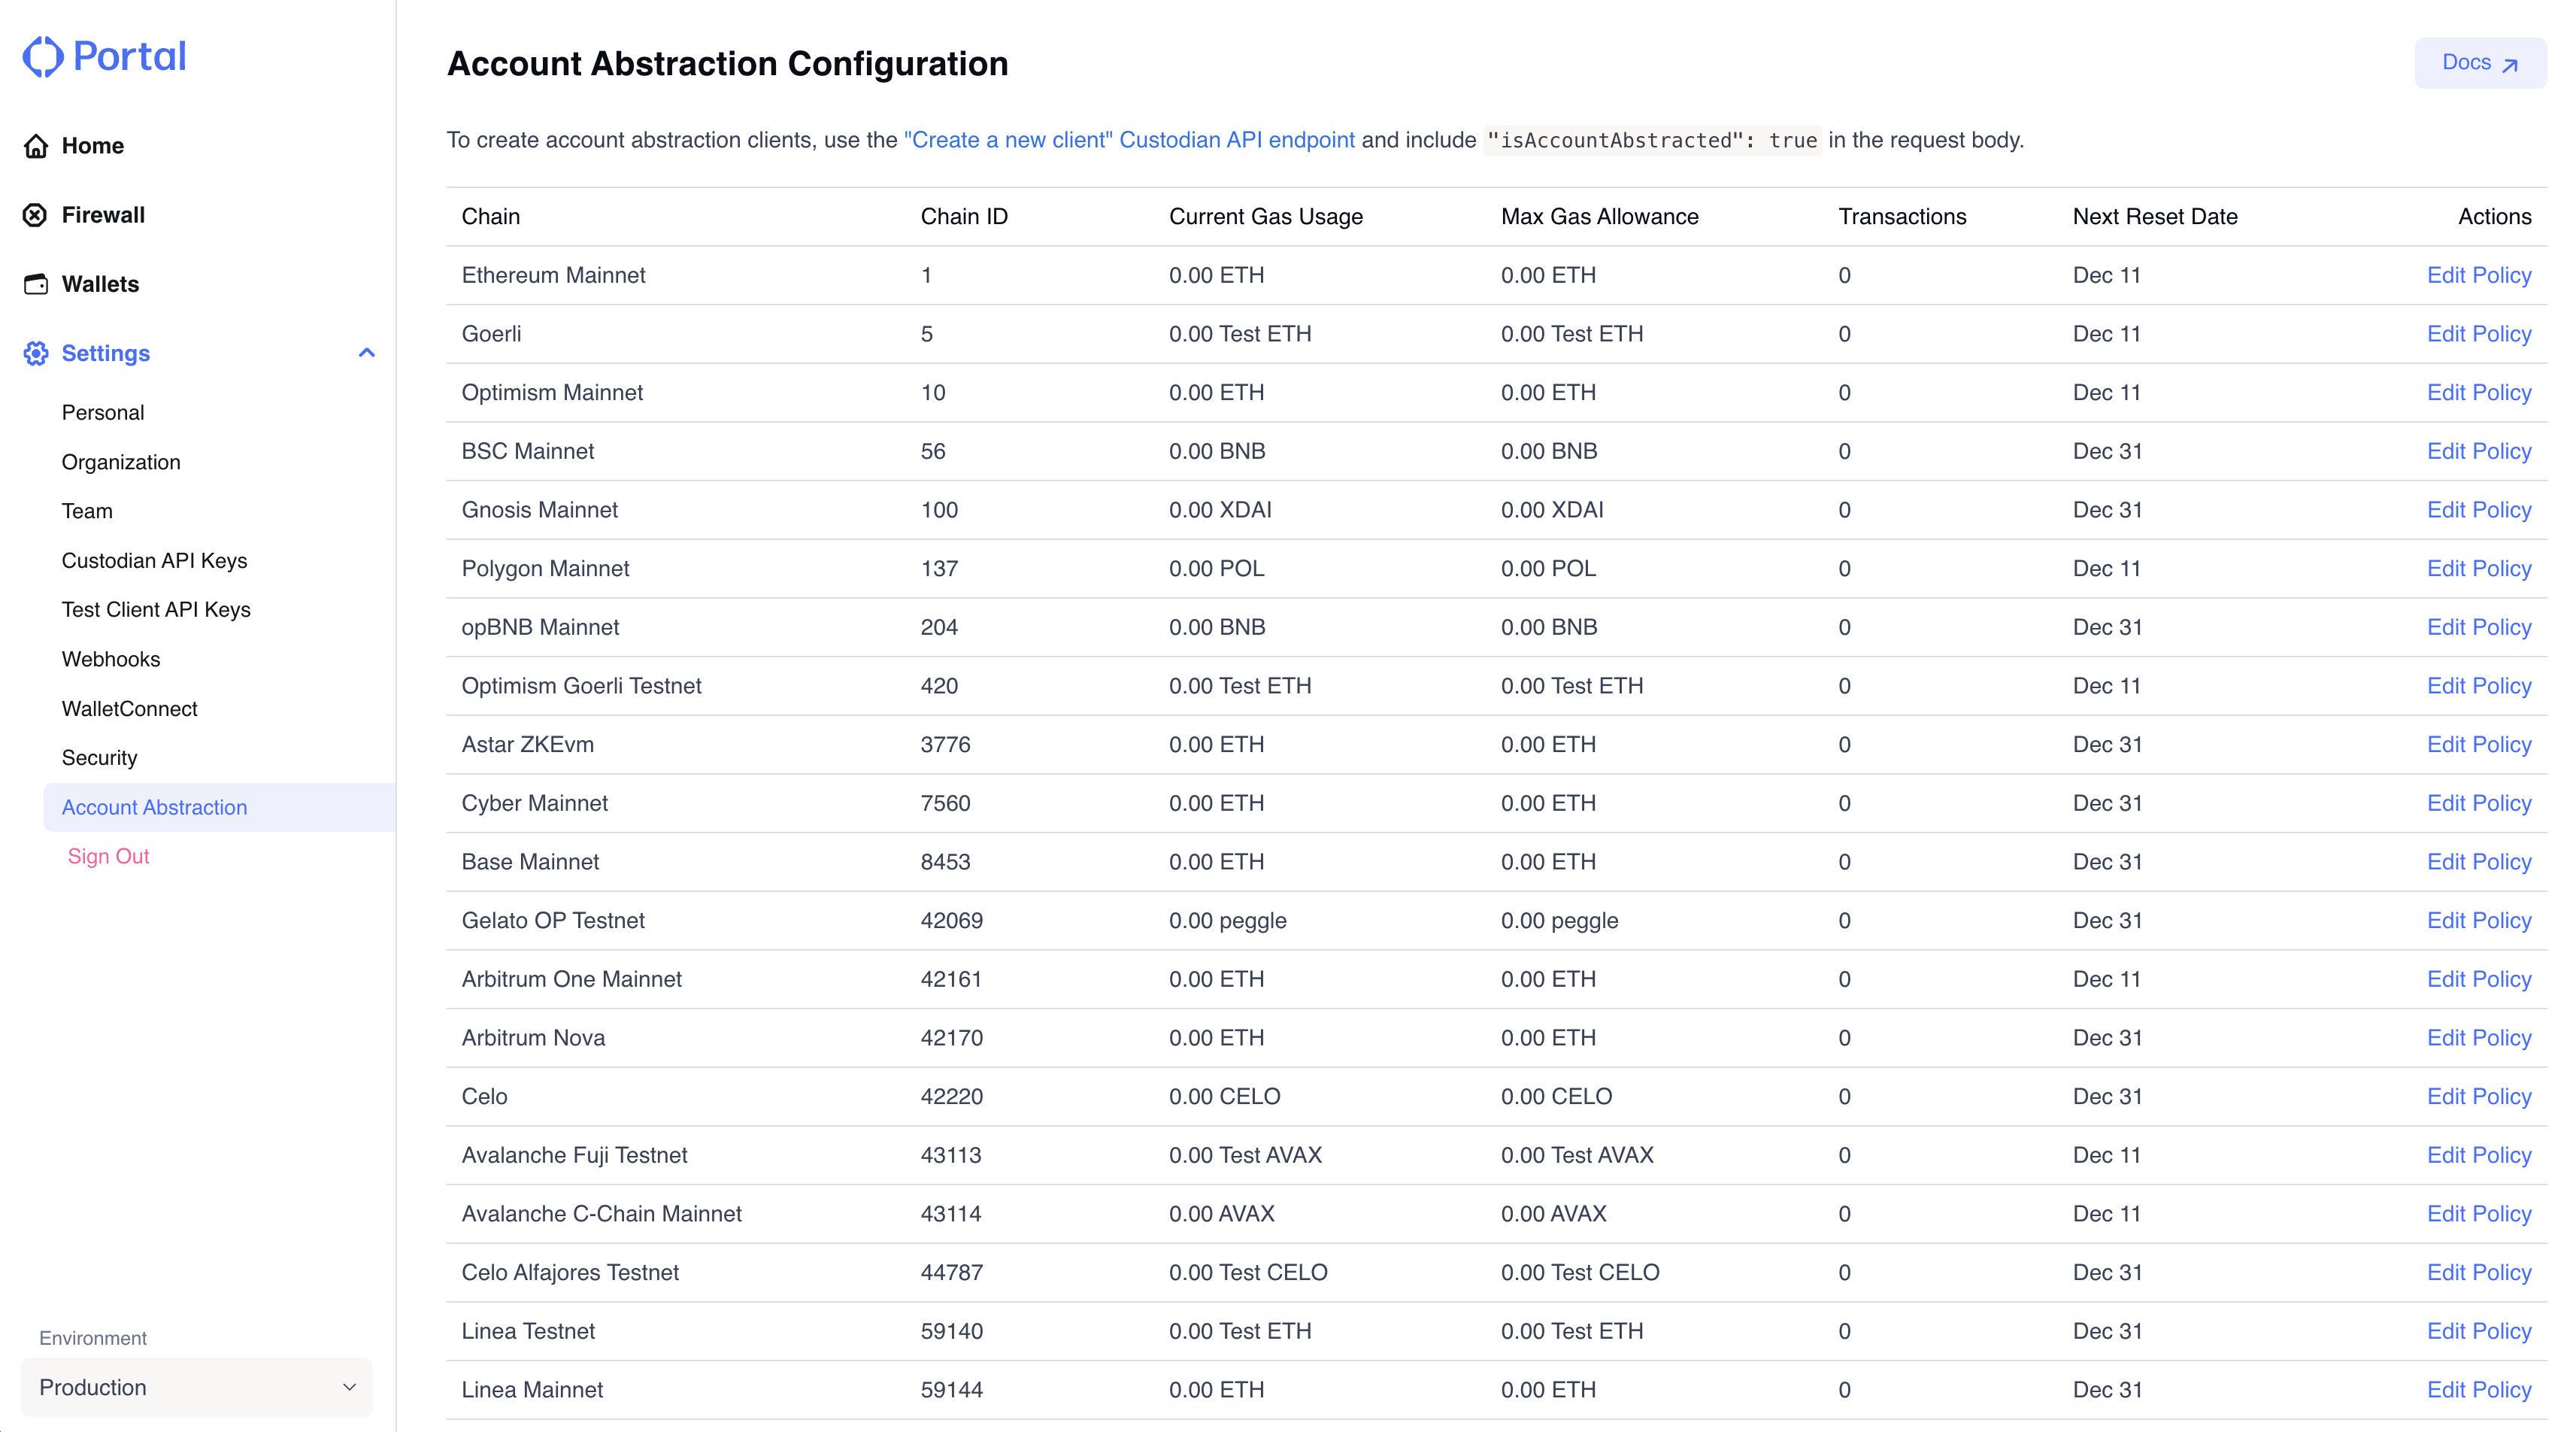 Portal
Home
Firewall
Wallets
Settings
Personal
Organization
Team
Custodian API Keys
Test Client API Keys
Webhooks
WalletConnect
Security
Account Abstraction
Sign Out
Environment
Production
Account Abstraction Configuration
Docs
To create account abstraction clients, use the "Create a new client" Custodian API endpoint and include "isAccountAbstracted": true in the request body.
Chain Chain ID Current Gas Usage Max Gas Allowance Transactions Next Reset Date Actions
Ethereum Mainnet 1 0.00 ETH 0.00 ETH 0 Dec 11 Edit Policy
Goerli 5 0.00 Test ETH 0.00 Test ETH 0 Dec 11 Edit Policy
Optimism Mainnet 10 0.00 ETH 0.00 ETH 0 Dec 11 Edit Policy
BSC Mainnet 56 0.00 BNB 0.00 BNB 0 Dec 31 Edit Policy
Gnosis Mainnet 100 0.00 XDAI 0.00 XDAI 0 Dec 31 Edit Policy
Polygon Mainnet 137 0.00 POL 0.00 POL 0 Dec 11 Edit Policy
opBNB Mainnet 204 0.00 BNB 0.00 BNB 0 Dec 31 Edit Policy
Optimism Goerli Testnet 420 0.00 Test ETH 0.00 Test ETH 0 Dec 11 Edit Policy
Astar ZKEvm 3776 0.00 ETH 0.00 ETH 0 Dec 31 Edit Policy
Cyber Mainnet 7560 0.00 ETH 0.00 ETH 0 Dec 31 Edit Policy
Base Mainnet 8453 0.00 ETH 0.00 ETH 0 Dec 31 Edit Policy
Gelato OP Testnet 42069 0.00 peggle 0.00 peggle 0 Dec 31 Edit Policy
Arbitrum One Mainnet 42161 0.00 ETH 0.00 ETH 0 Dec 11 Edit Policy
Arbitrum Nova 42170 0.00 ETH 0.00 ETH 0 Dec 31 Edit Policy
Celo 42220 0.00 CELO 0.00 CELO 0 Dec 31 Edit Policy
Avalanche Fuji Testnet 43113 0.00 Test AVAX 0.00 Test AVAX 0 Dec 11 Edit Policy
Avalanche C-Chain Mainnet 43114 0.00 AVAX 0.00 AVAX 0 Dec 11 Edit Policy
Celo Alfajores Testnet 44787 0.00 Test CELO 0.00 Test CELO 0 Dec 31 Edit Policy
Linea Testnet 59140 0.00 Test ETH 0.00 Test ETH 0 Dec 31 Edit Policy
Linea Mainnet 59144 0.00 ETH 0.00 ETH 0 Dec 31 Edit Policy